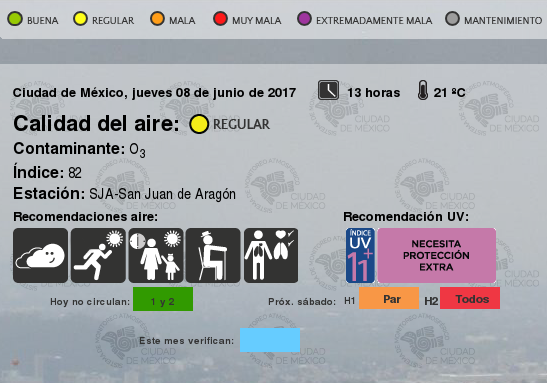 BUENA REGULAR MALA MUY MALA EXTREMADAMENTE MALA MANTENIMIENTO
Ciudad de México, jueves 08 de junio de 2017 13 horas 21 ºC
Calidad del aire: REGULAR
Contaminante: O3
Índice: 82
Estación: SJA-San Juan de Aragón
Recomendaciones aire: Recomendación UV:
ÍNDICE UV 11+ NECESITA PROTECCIÓN EXTRA
Hoy no circulan: 1 y 2 Próx. sábado: H1 Par H2 Todos
Este mes verifican:
CIUDAD DE MÉXICO